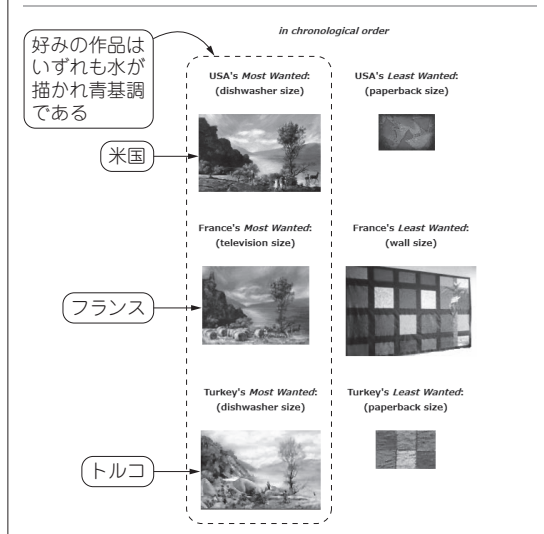 in chronological order
好みの作品は
いずれも水が
描かれ青基調
である
USA's Most Wanted:
(dishwasher size)
USA's Least Wanted:
(paperback size)
米国
France's Most Wanted:
(television size)
France's Least Wanted:
(wall size)
フランス
Turkey's Most Wanted:
(dishwasher size)
Turkey's Least Wanted:
(paperback size)
トルコ